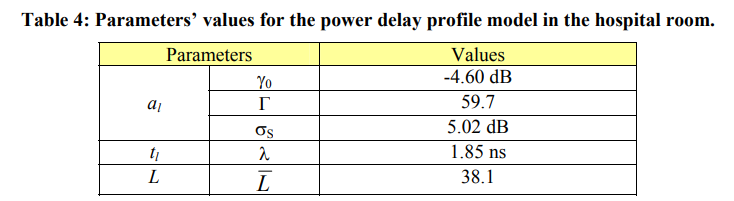 Table 4: Parameters' values for the power delay profile model in the hospital room.
Parameters Values
al γ0 -4.60 dB
Γ 59.7
σS 5.02 dB
tl λ 1.85 ns
L L̅ 38.1